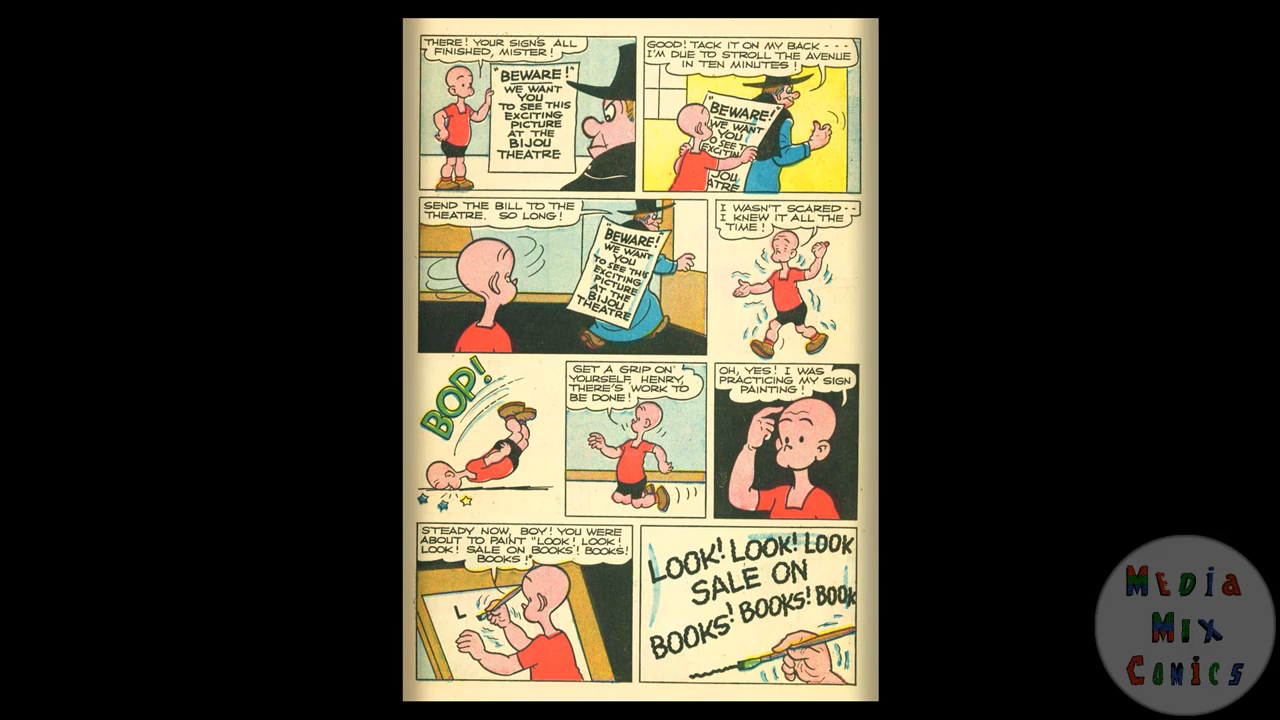 THERE! YOUR SIGN'S ALL
FINISHED, MISTER!
"BEWARE!"
WE WANT
YOU
TO SEE THIS
EXCITING
PICTURE
AT THE
BIJOU
THEATRE
GOOD! TACK IT ON MY BACK ----
I'M DUE TO STROLL THE AVENUE
IN TEN MINUTES!
"BEWARE!"
WE WANT
YOU
TO SEE T
EXCITIN
JOU
ATRE
SEND THE BILL TO THE
THEATRE. SO LONG!
"BEWARE!"
WE WANT
YOU
TO SEE THIS
EXCITING
PICTURE
AT THE
BIJOU
THEATRE
I WASN'T SCARED --
I KNEW IT ALL THE
TIME!
BOP!
GET A GRIP ON
YOURSELF, HENRY,
THERE'S WORK TO
BE DONE!
OH, YES! I WAS
PRACTICING MY SIGN
PAINTING!
STEADY NOW, BOY! YOU WERE
ABOUT TO PAINT "LOOK! LOOK!
LOOK! SALE ON BOOKS! BOOKS!
BOOKS!"
L
LOOK! LOOK! LOOK
SALE ON
BOOKS! BOOKS! BOOK
MEDIA
MIX
COMICS